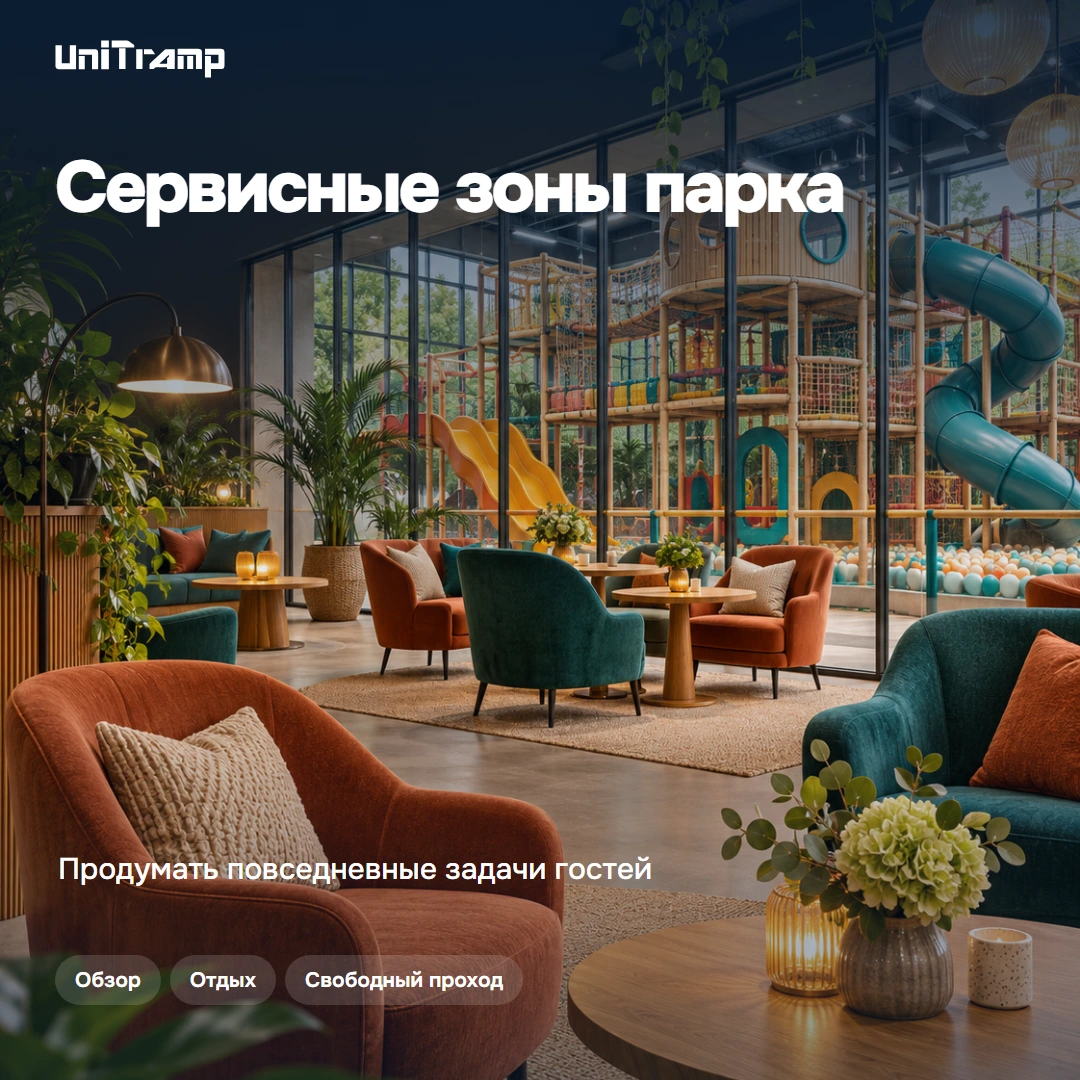 UniTramp
Сервисные зоны парка
Продумать повседневные задачи гостей
Обзор
Отдых
Свободный проход